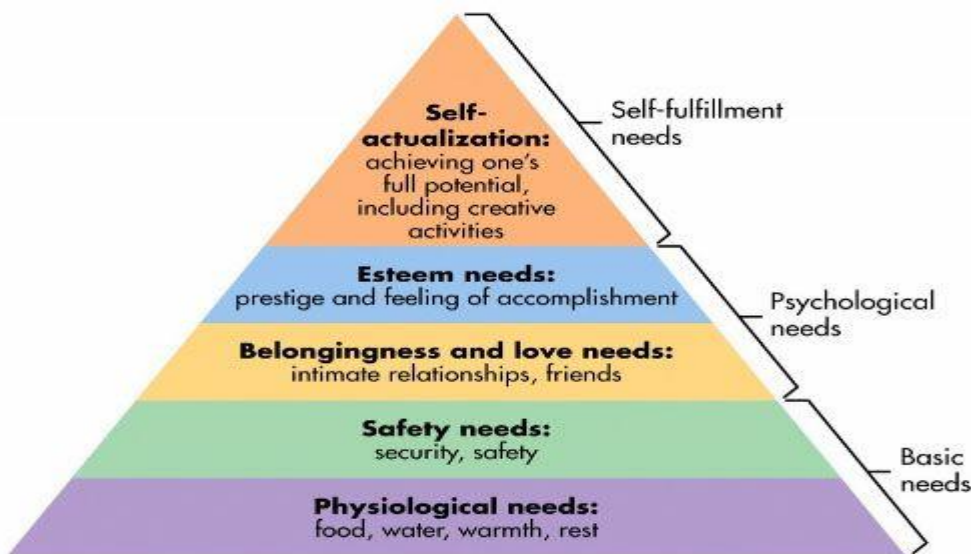 Self-
actualization:
achieving one's
full potential,
including creative
activities
Self-fulfillment
needs
Esteem needs:
prestige and feeling of accomplishment
Psychological
needs
Belongingness and love needs:
intimate relationships, friends
Safety needs:
security, safety
Basic
needs
Physiological needs:
food, water, warmth, rest